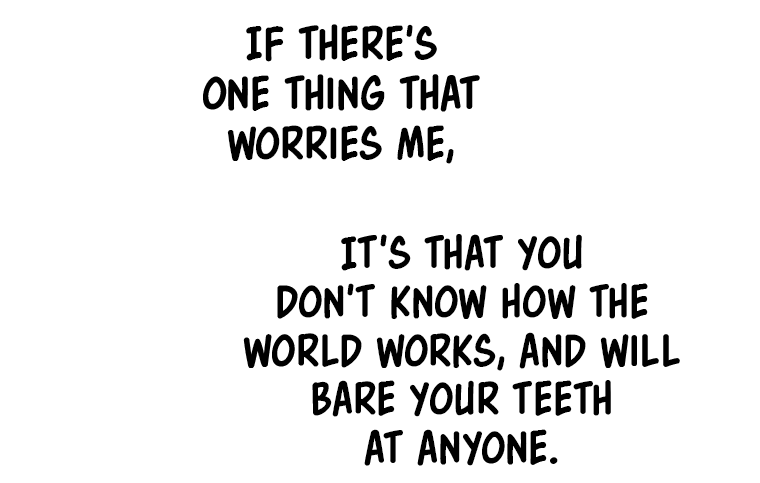 IF THERE'S
ONE THING THAT
WORRIES ME,
IT'S THAT YOU
DON'T KNOW HOW THE
WORLD WORKS, AND WILL
BARE YOUR TEETH
AT ANYONE.